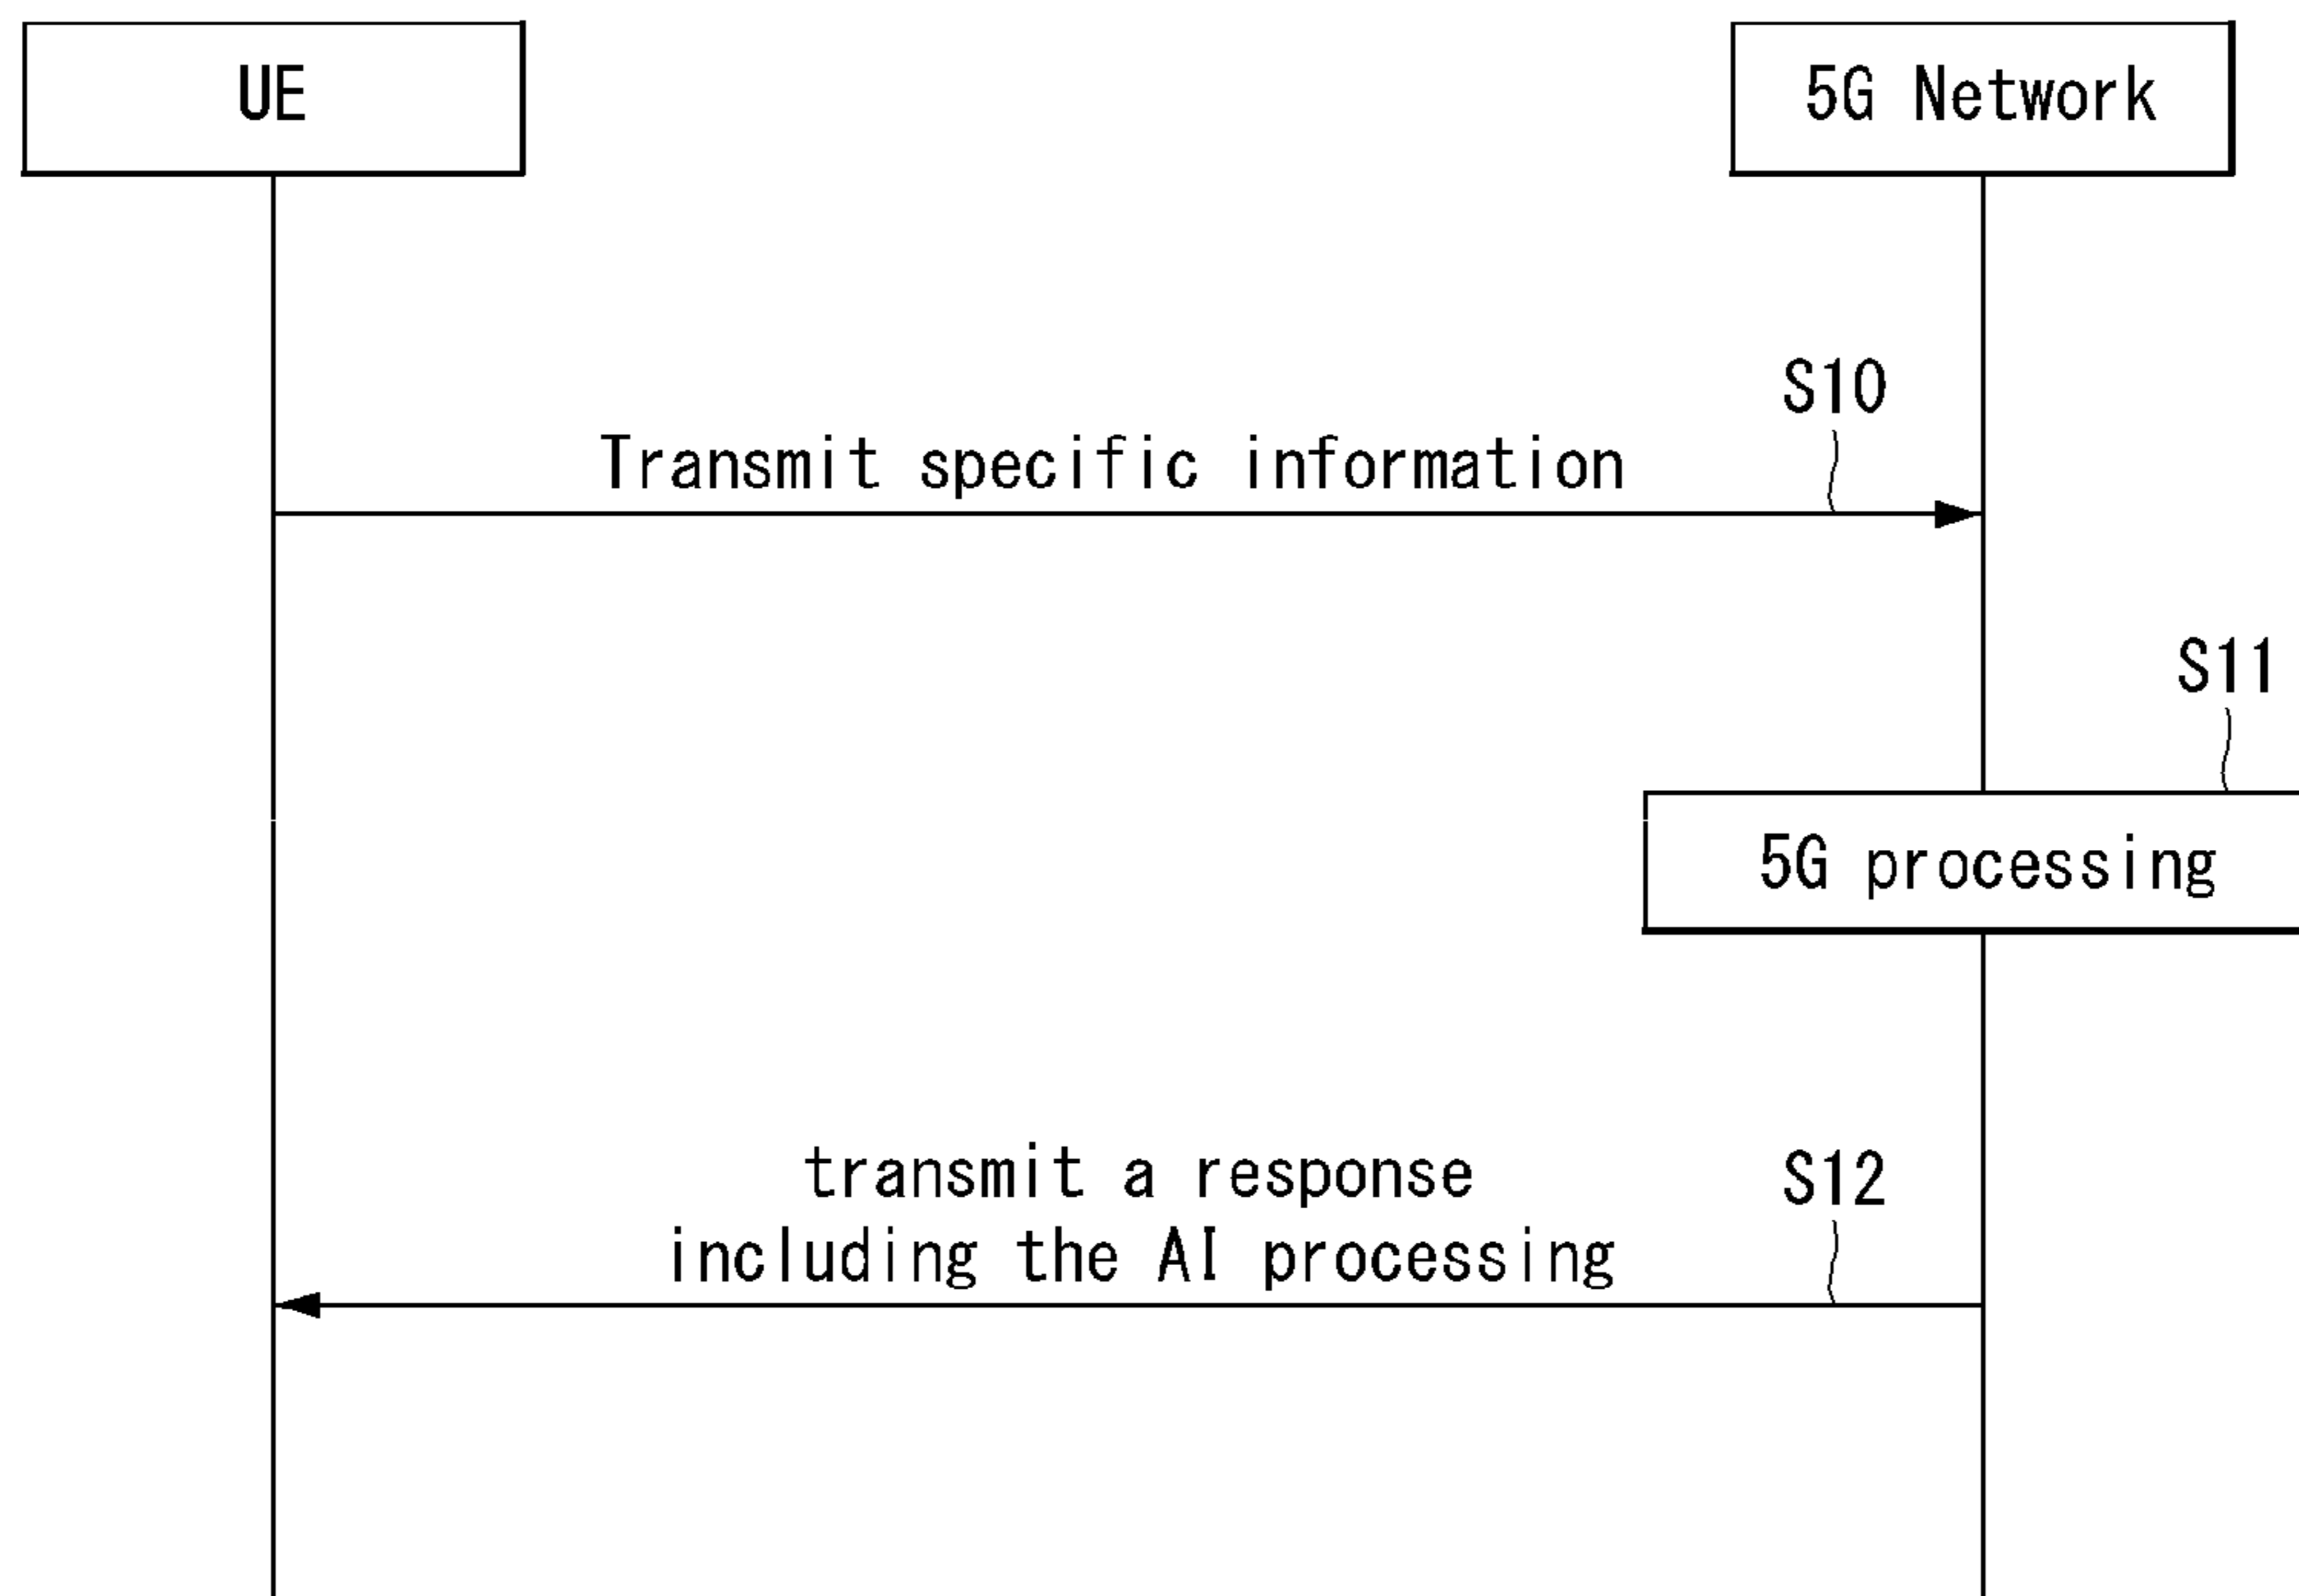 UE
5G Network
S10
Transmit specific information
S11
5G processing
transmit a response
S12
including the AI processing